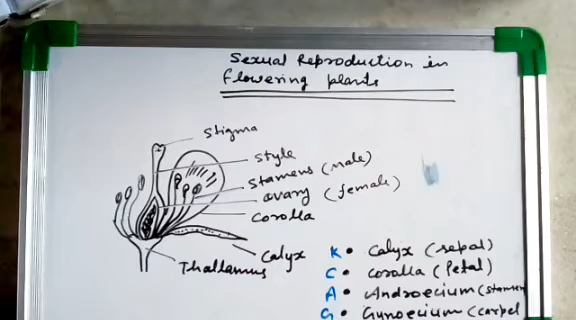 Sexual Reproduction in
flowering plants
Stigma
Style
Stamens (male)
ovary (female)
Corolla
Calyx
Thallamus
K • Calyx (sepal)
C • Corolla (Petal)
A • Androecium (stamen
G • Gynoecium (carpel